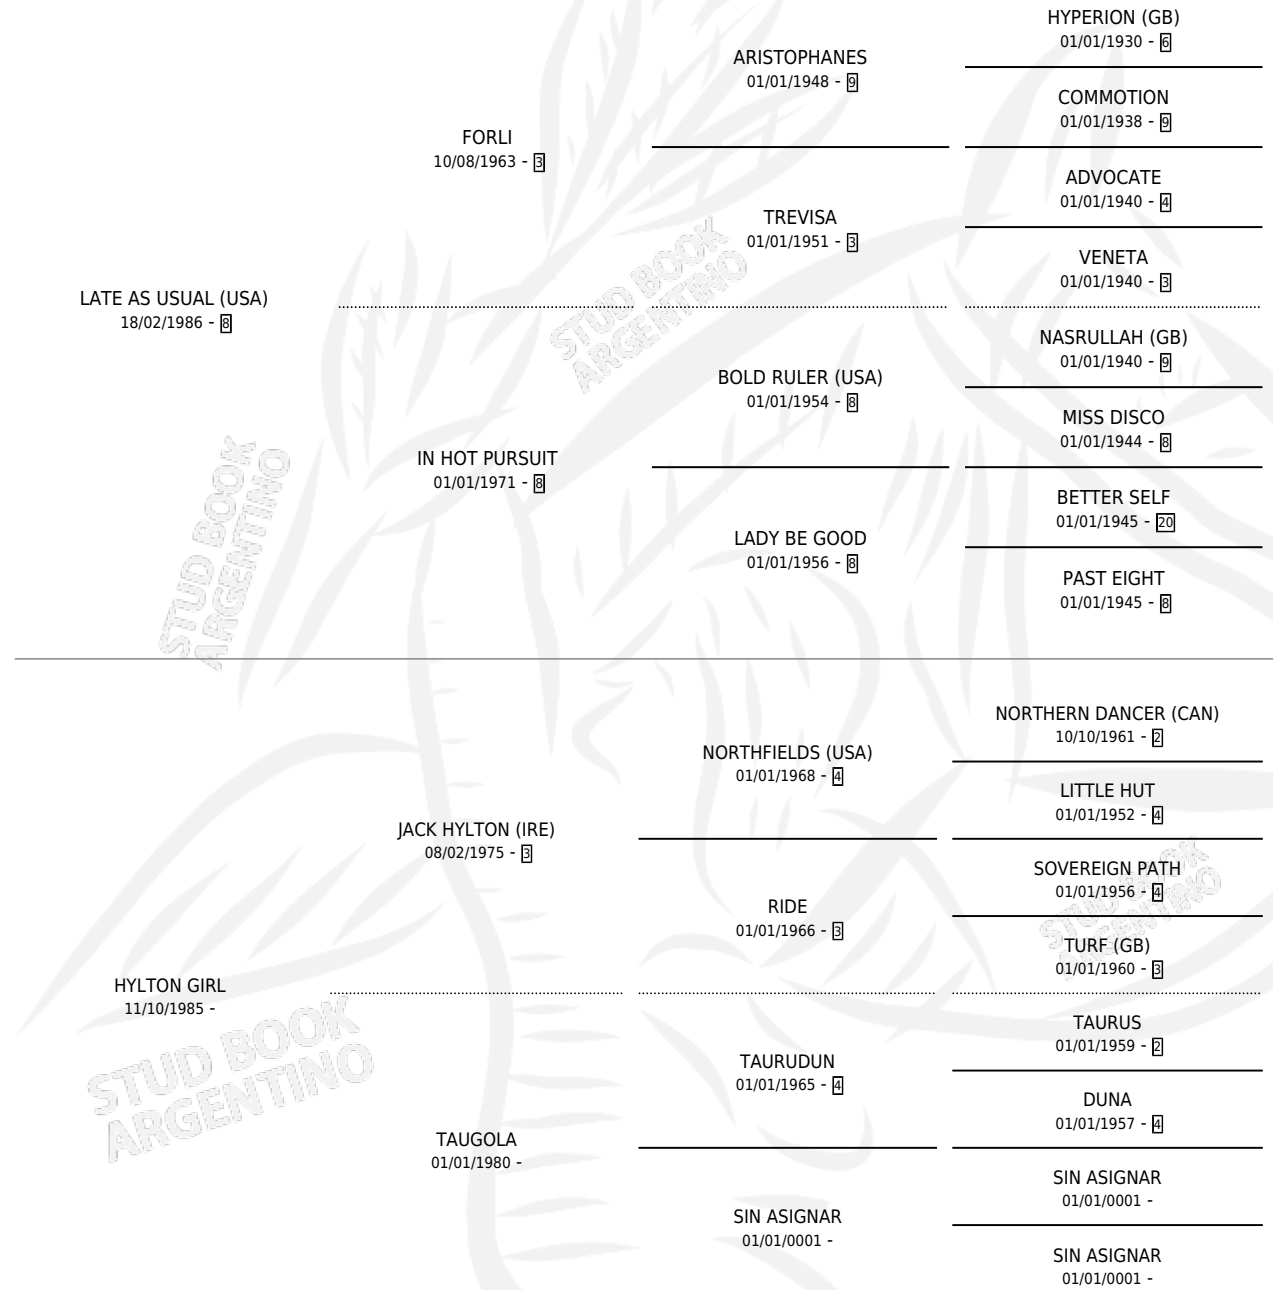 HYPERION (GB)
01/01/1930 - 6
ARISTOPHANES
01/01/1948 - 9
COMMOTION
01/01/1938 - 9
FORLI
10/08/1963 - 3
ADVOCATE
01/01/1940 - 4
TREVISA
01/01/1951 - 3
VENETA
01/01/1940 - 3
LATE AS USUAL (USA)
18/02/1986 - 8
NASRULLAH (GB)
01/01/1940 - 9
BOLD RULER (USA)
01/01/1954 - 8
MISS DISCO
01/01/1944 - 8
IN HOT PURSUIT
01/01/1971 - 8
BETTER SELF
01/01/1945 - 20
LADY BE GOOD
01/01/1956 - 8
PAST EIGHT
01/01/1945 - 8
NORTHERN DANCER (CAN)
10/10/1961 - 2
NORTHFIELDS (USA)
01/01/1968 - 4
LITTLE HUT
01/01/1952 - 4
JACK HYLTON (IRE)
08/02/1975 - 3
SOVEREIGN PATH
01/01/1956 - 4
RIDE
01/01/1966 - 3
TURF (GB)
01/01/1960 - 3
HYLTON GIRL
11/10/1985 -
TAURUS
01/01/1959 - 2
TAURUDUN
01/01/1965 - 4
DUNA
01/01/1957 - 4
TAUGOLA
01/01/1980 -
SIN ASIGNAR
01/01/0001 -
SIN ASIGNAR
01/01/0001 -
SIN ASIGNAR
01/01/0001 -
STUD BOOK
ARGENTINO
STUD BOOK
ARGENTINO
STUD BOOK
ARGENTINO
STUD BOOK
ARGENTINO